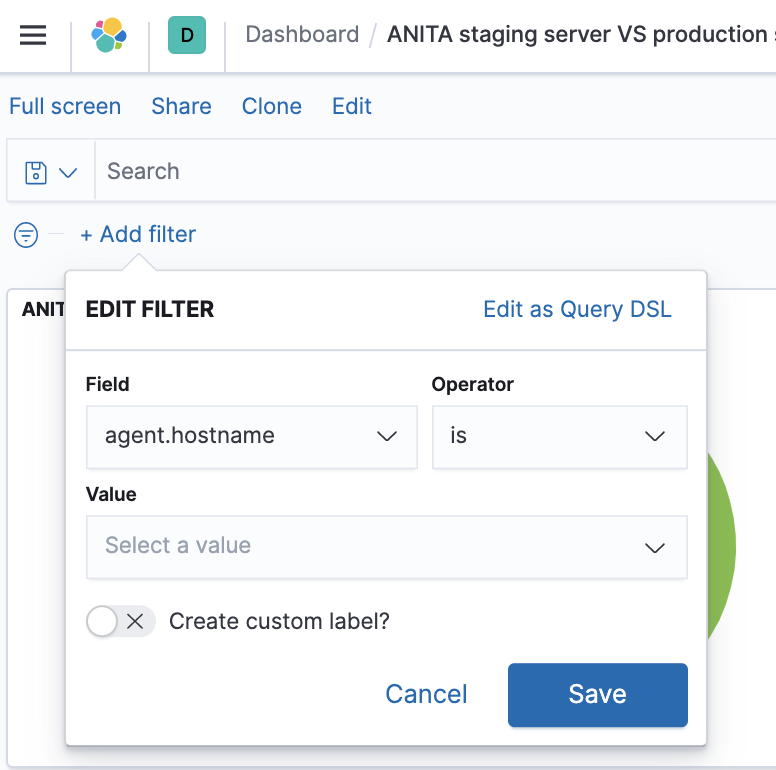 D
Dashboard / ANITA staging server VS production
Full screen Share Clone Edit
Search
+ Add filter
ANIT
EDIT FILTER Edit as Query DSL
Field Operator
agent.hostname is
Value
Select a value
Create custom label?
Cancel Save